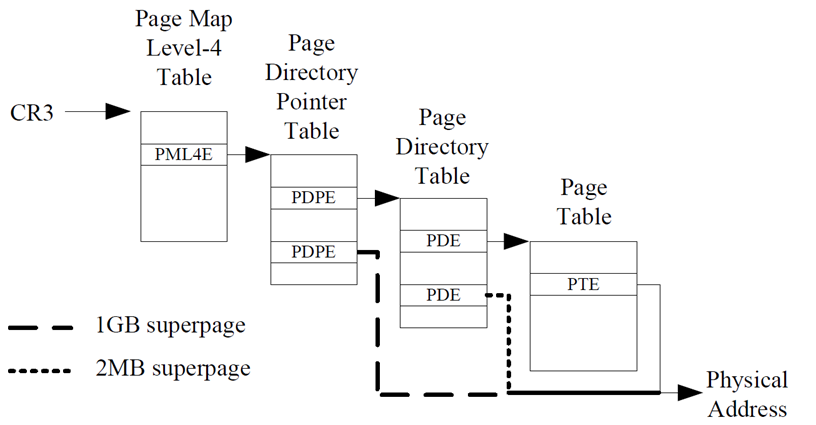 Page Map
Level-4
Table
Page
Directory
Pointer
Table
Page
Directory
Table
Page
Table
CR3
PML4E
PDPE
PDPE
PDE
PDE
PTE
1GB superpage
2MB superpage
Physical
Address